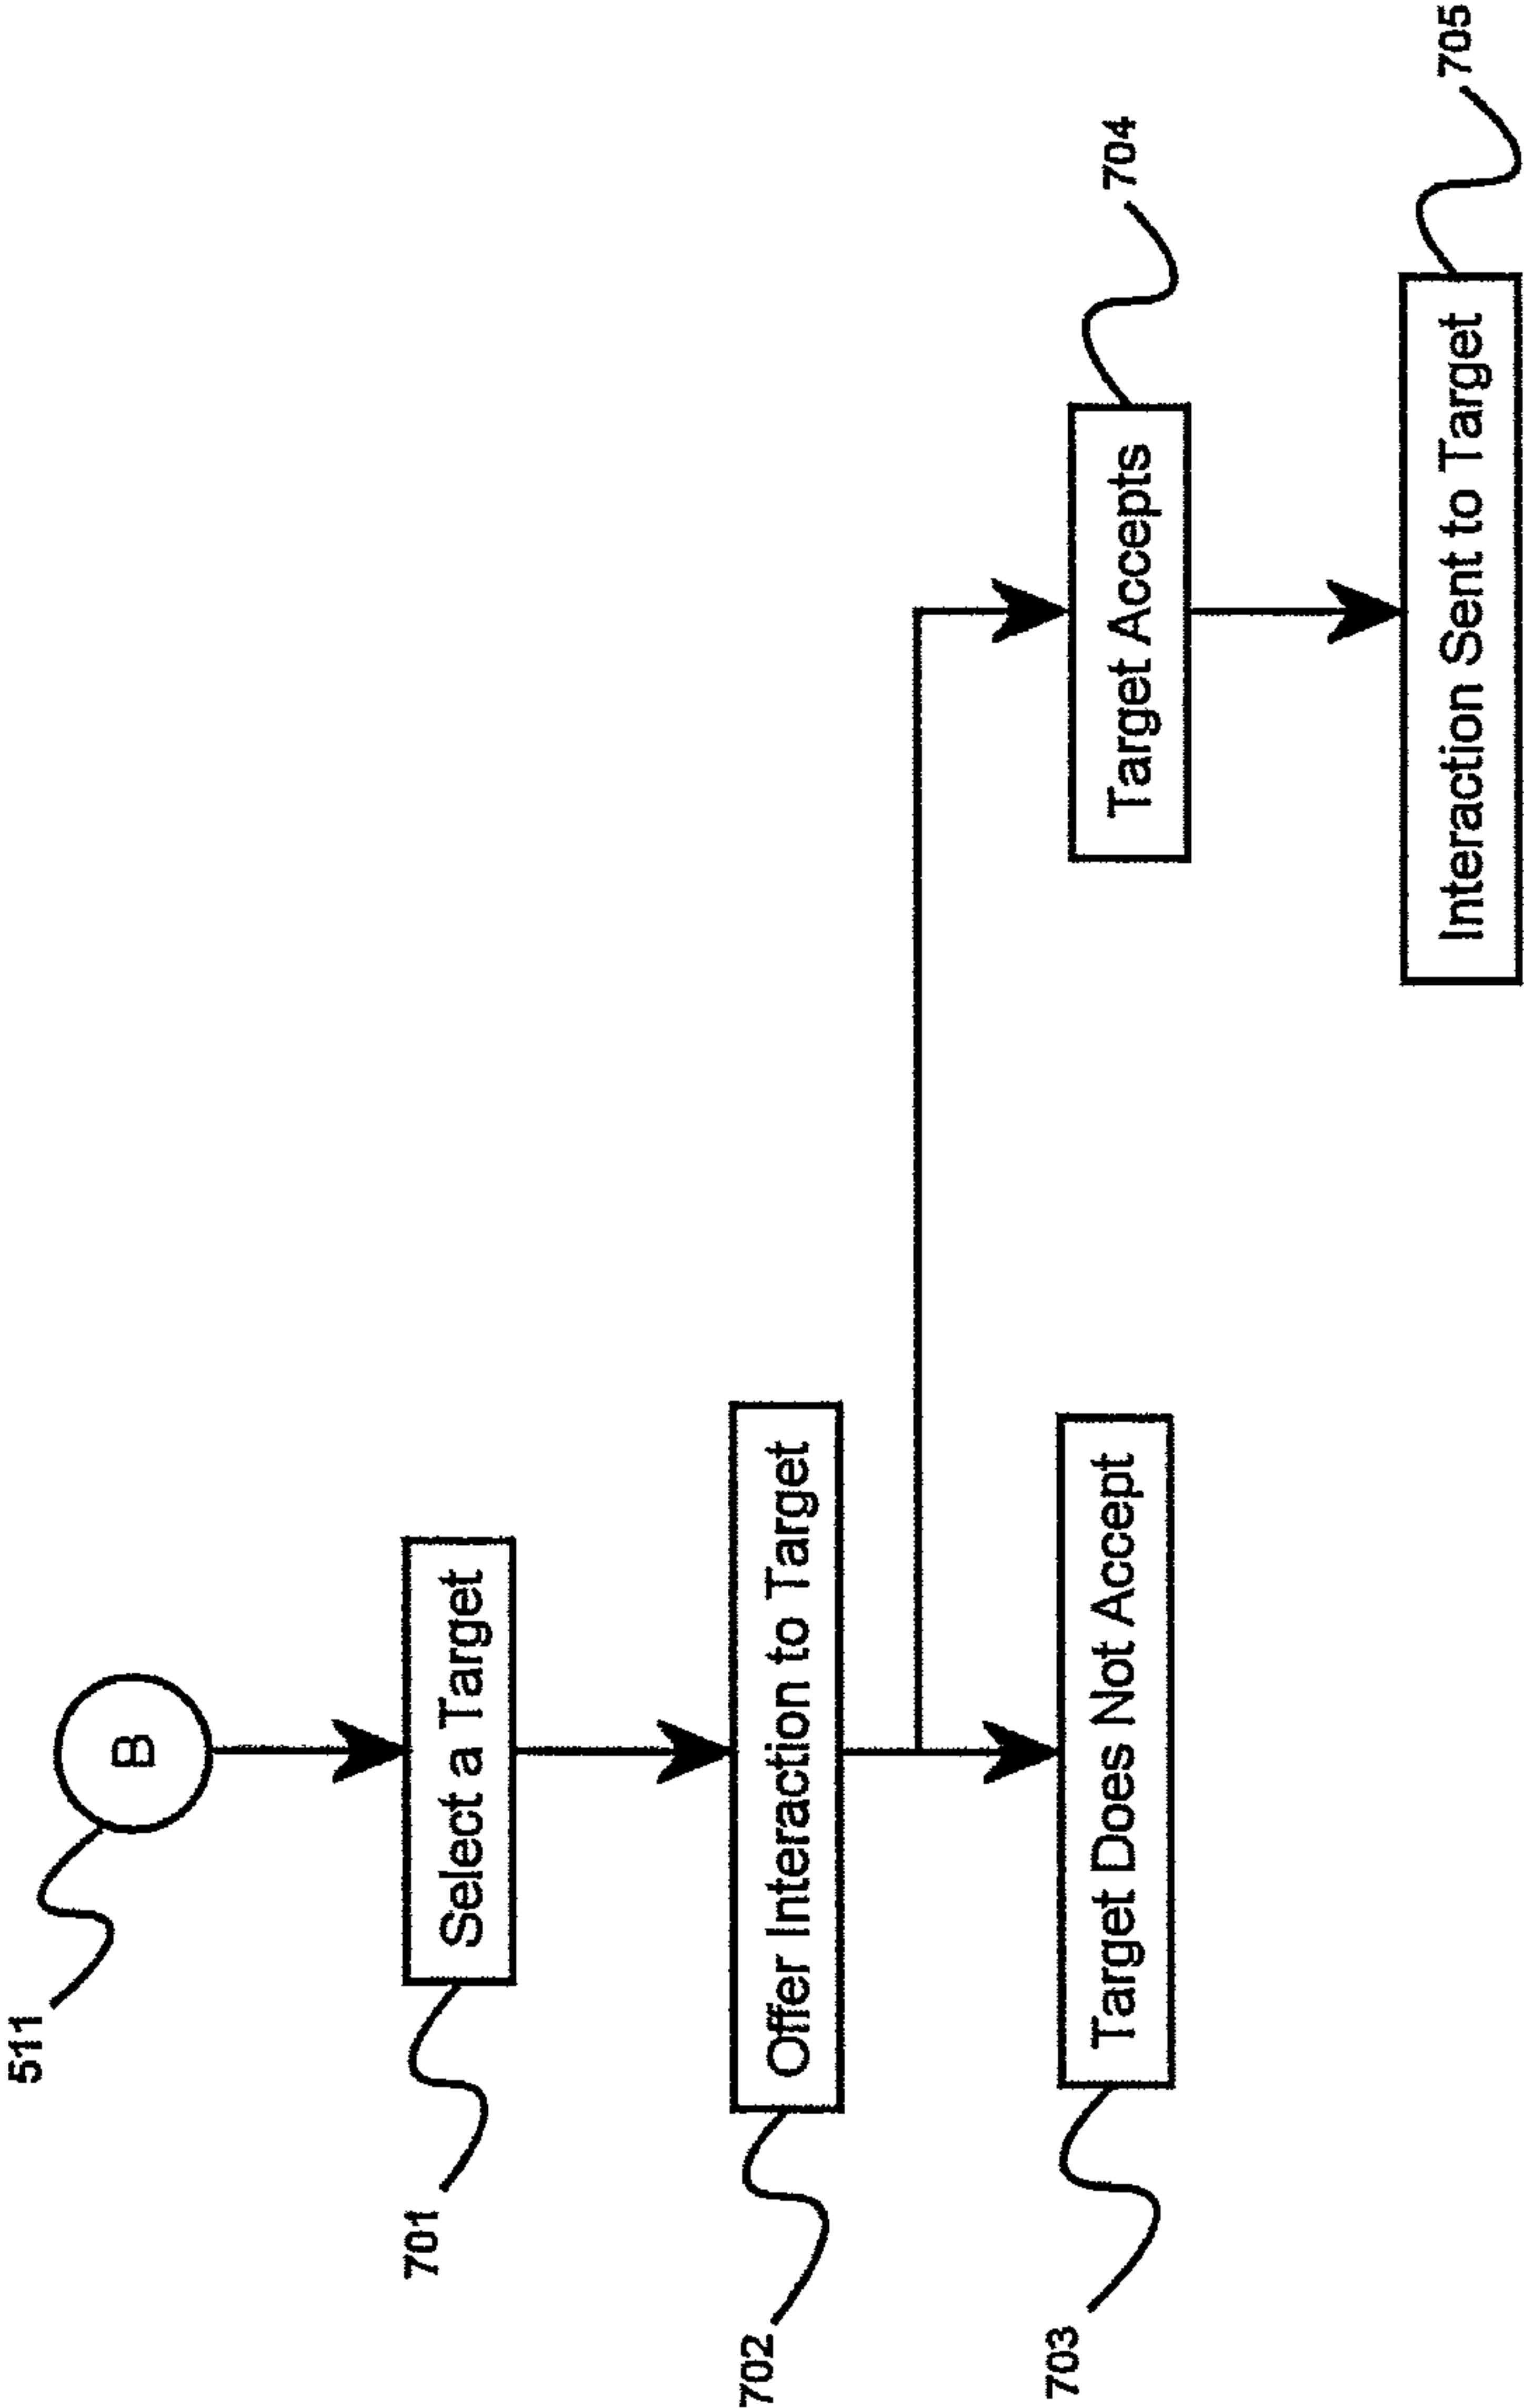 511
B
701
Select a Target
702
Offer Interaction to Target
703
Target Does Not Accept
Target Accepts
704
Interaction Sent to Target
705